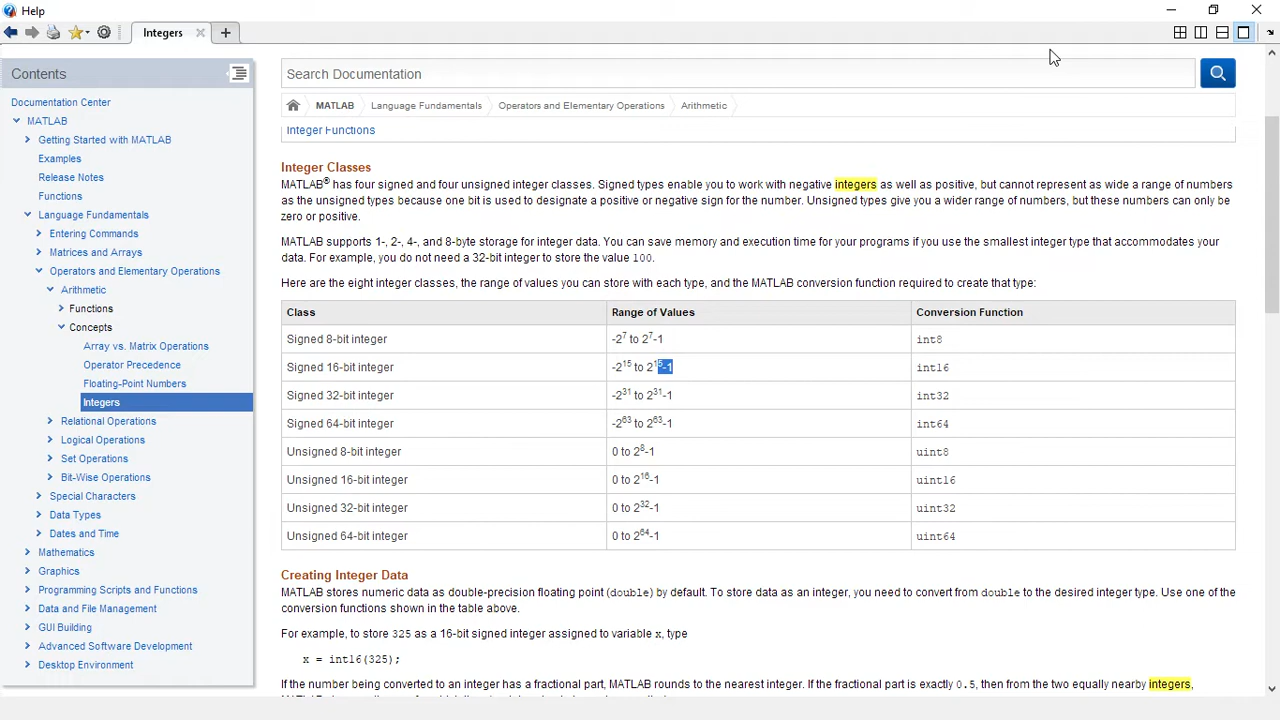 Help
Integers
Contents
Documentation Center
MATLAB
Getting Started with MATLAB
Examples
Release Notes
Functions
Language Fundamentals
Entering Commands
Matrices and Arrays
Operators and Elementary Operations
Arithmetic
Functions
Concepts
Array vs. Matrix Operations
Operator Precedence
Floating-Point Numbers
Integers
Relational Operations
Logical Operations
Set Operations
Bit-Wise Operations
Special Characters
Data Types
Dates and Time
Mathematics
Graphics
Programming Scripts and Functions
Data and File Management
GUI Building
Advanced Software Development
Desktop Environment
Search Documentation
MATLAB Language Fundamentals Operators and Elementary Operations Arithmetic
Integer Functions
Integer Classes
MATLAB® has four signed and four unsigned integer classes. Signed types enable you to work with negative integers as well as positive, but cannot represent as wide a range of numbers
as the unsigned types because one bit is used to designate a positive or negative sign for the number. Unsigned types give you a wider range of numbers, but these numbers can only be
zero or positive.
MATLAB supports 1-, 2-, 4-, and 8-byte storage for integer data. You can save memory and execution time for your programs if you use the smallest integer type that accommodates your
data. For example, you do not need a 32-bit integer to store the value 100.
Here are the eight integer classes, the range of values you can store with each type, and the MATLAB conversion function required to create that type:
Class Range of Values Conversion Function
Signed 8-bit integer -2⁷ to 2⁷-1 int8
Signed 16-bit integer -2¹⁵ to 2¹⁵-1 int16
Signed 32-bit integer -2³¹ to 2³¹-1 int32
Signed 64-bit integer -2⁶³ to 2⁶³-1 int64
Unsigned 8-bit integer 0 to 2⁸-1 uint8
Unsigned 16-bit integer 0 to 2¹⁶-1 uint16
Unsigned 32-bit integer 0 to 2³²-1 uint32
Unsigned 64-bit integer 0 to 2⁶⁴-1 uint64
Creating Integer Data
MATLAB stores numeric data as double-precision floating point (double) by default. To store data as an integer, you need to convert from double to the desired integer type. Use one of the
conversion functions shown in the table above.
For example, to store 325 as a 16-bit signed integer assigned to variable x, type
x = int16(325);
If the number being converted to an integer has a fractional part, MATLAB rounds to the nearest integer. If the fractional part is exactly 0.5, then from the two equally nearby integers,